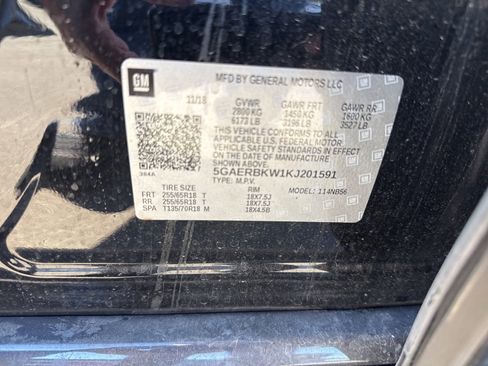 GM
MFD BY GENERAL MOTORS LLC
11/18 GVWR GAWR FRT GAWR RR
2800 KG 1450 KG 1600 KG
6173 LB 3196 LB 3527 LB
THIS VEHICLE CONFORMS TO ALL
APPLICABLE U.S. FEDERAL MOTOR
VEHICLE SAFETY STANDARDS IN EFFECT
ON THE DATE OF MANUFACTURE SHOWN ABOVE.
384A
5GAERBKW1KJ201591
TYPE: M.P.V. MODEL: 114NB56
TIRE SIZE RIM
FRT 255/65R18 18X7.5J
RR 255/65R18 18X7.5J
SPA T135/70R18 M 18X4.5B